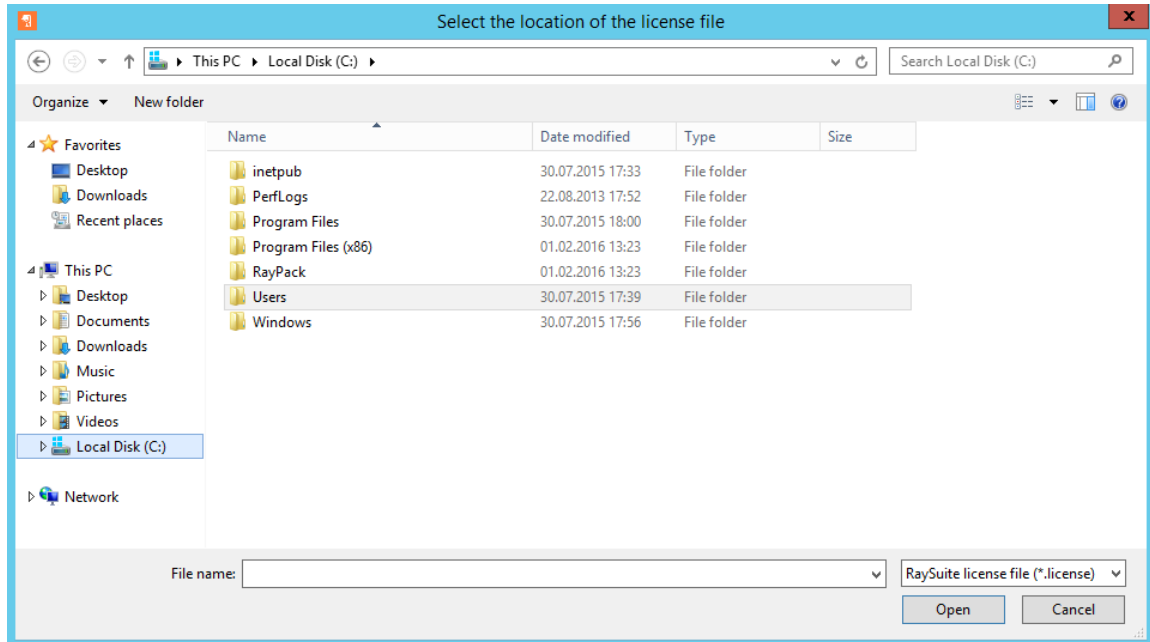 Select the location of the license file
x
This PC Local Disk (C:)
Search Local Disk (C:)
Organize New folder
Name Date modified Type Size
Favorites
Desktop
Downloads
Recent places
This PC
Desktop
Documents
Downloads
Music
Pictures
Videos
Local Disk (C:)
Network
inetpub 30.07.2015 17:33 File folder
PerfLogs 22.08.2013 17:52 File folder
Program Files 30.07.2015 18:00 File folder
Program Files (x86) 01.02.2016 13:23 File folder
RayPack 01.02.2016 13:23 File folder
Users 30.07.2015 17:39 File folder
Windows 30.07.2015 17:56 File folder
File name: RaySuite license file (*.license)
Open Cancel